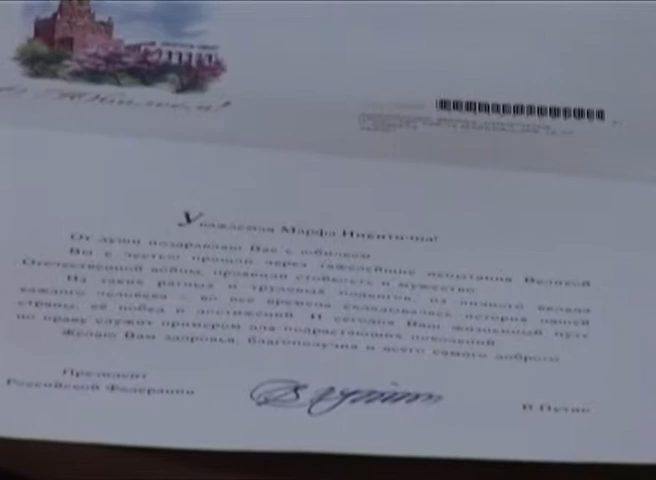 С Юбилеем!
Уважаемая Марфа Никитична!
От души поздравляю Вас с юбилеем.
Вы с честью прошли через тяжелейшие испытания Великой
Отечественной войны, проявили стойкость и мужество.
Из таких ратных и трудовых подвигов, из личного вклада
каждого человека – во все времена складывалась история нашей
страны, её побед и достижений. И сегодня Ваш жизненный путь
по праву служит примером для подрастающих поколений.
Желаю Вам здоровья, благополучия и всего самого доброго.
Президент
Российской Федерации
В Путин